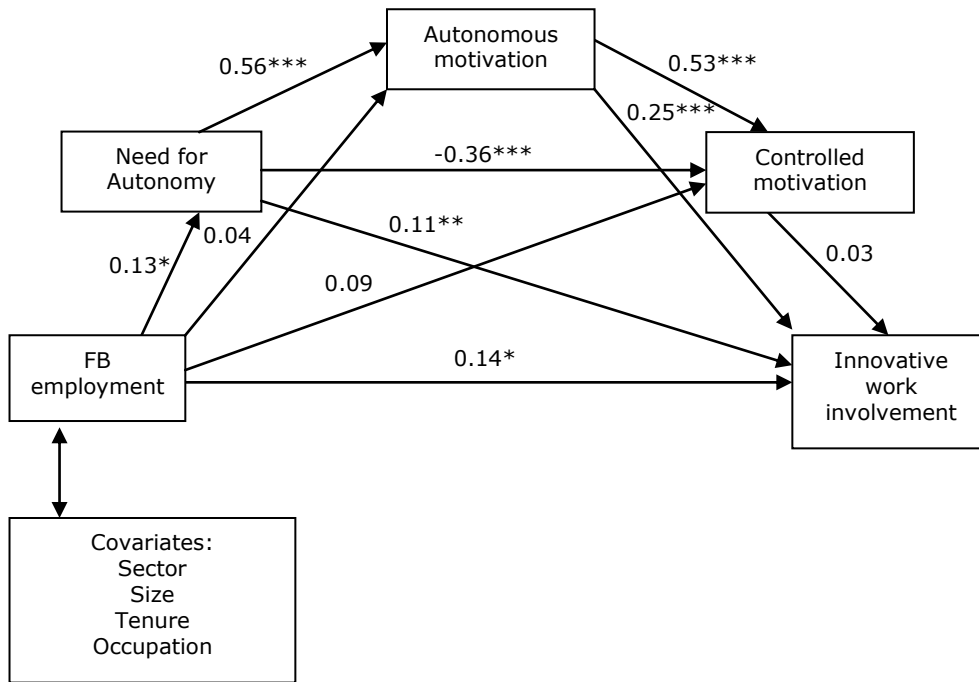 Autonomous
motivation
0.56***
0.53***
0.25***
Need for
Autonomy
-0.36***
Controlled
motivation
0.04
0.11**
0.13*
0.09
0.03
FB
employment
0.14*
Innovative
work
involvement
Covariates:
Sector
Size
Tenure
Occupation